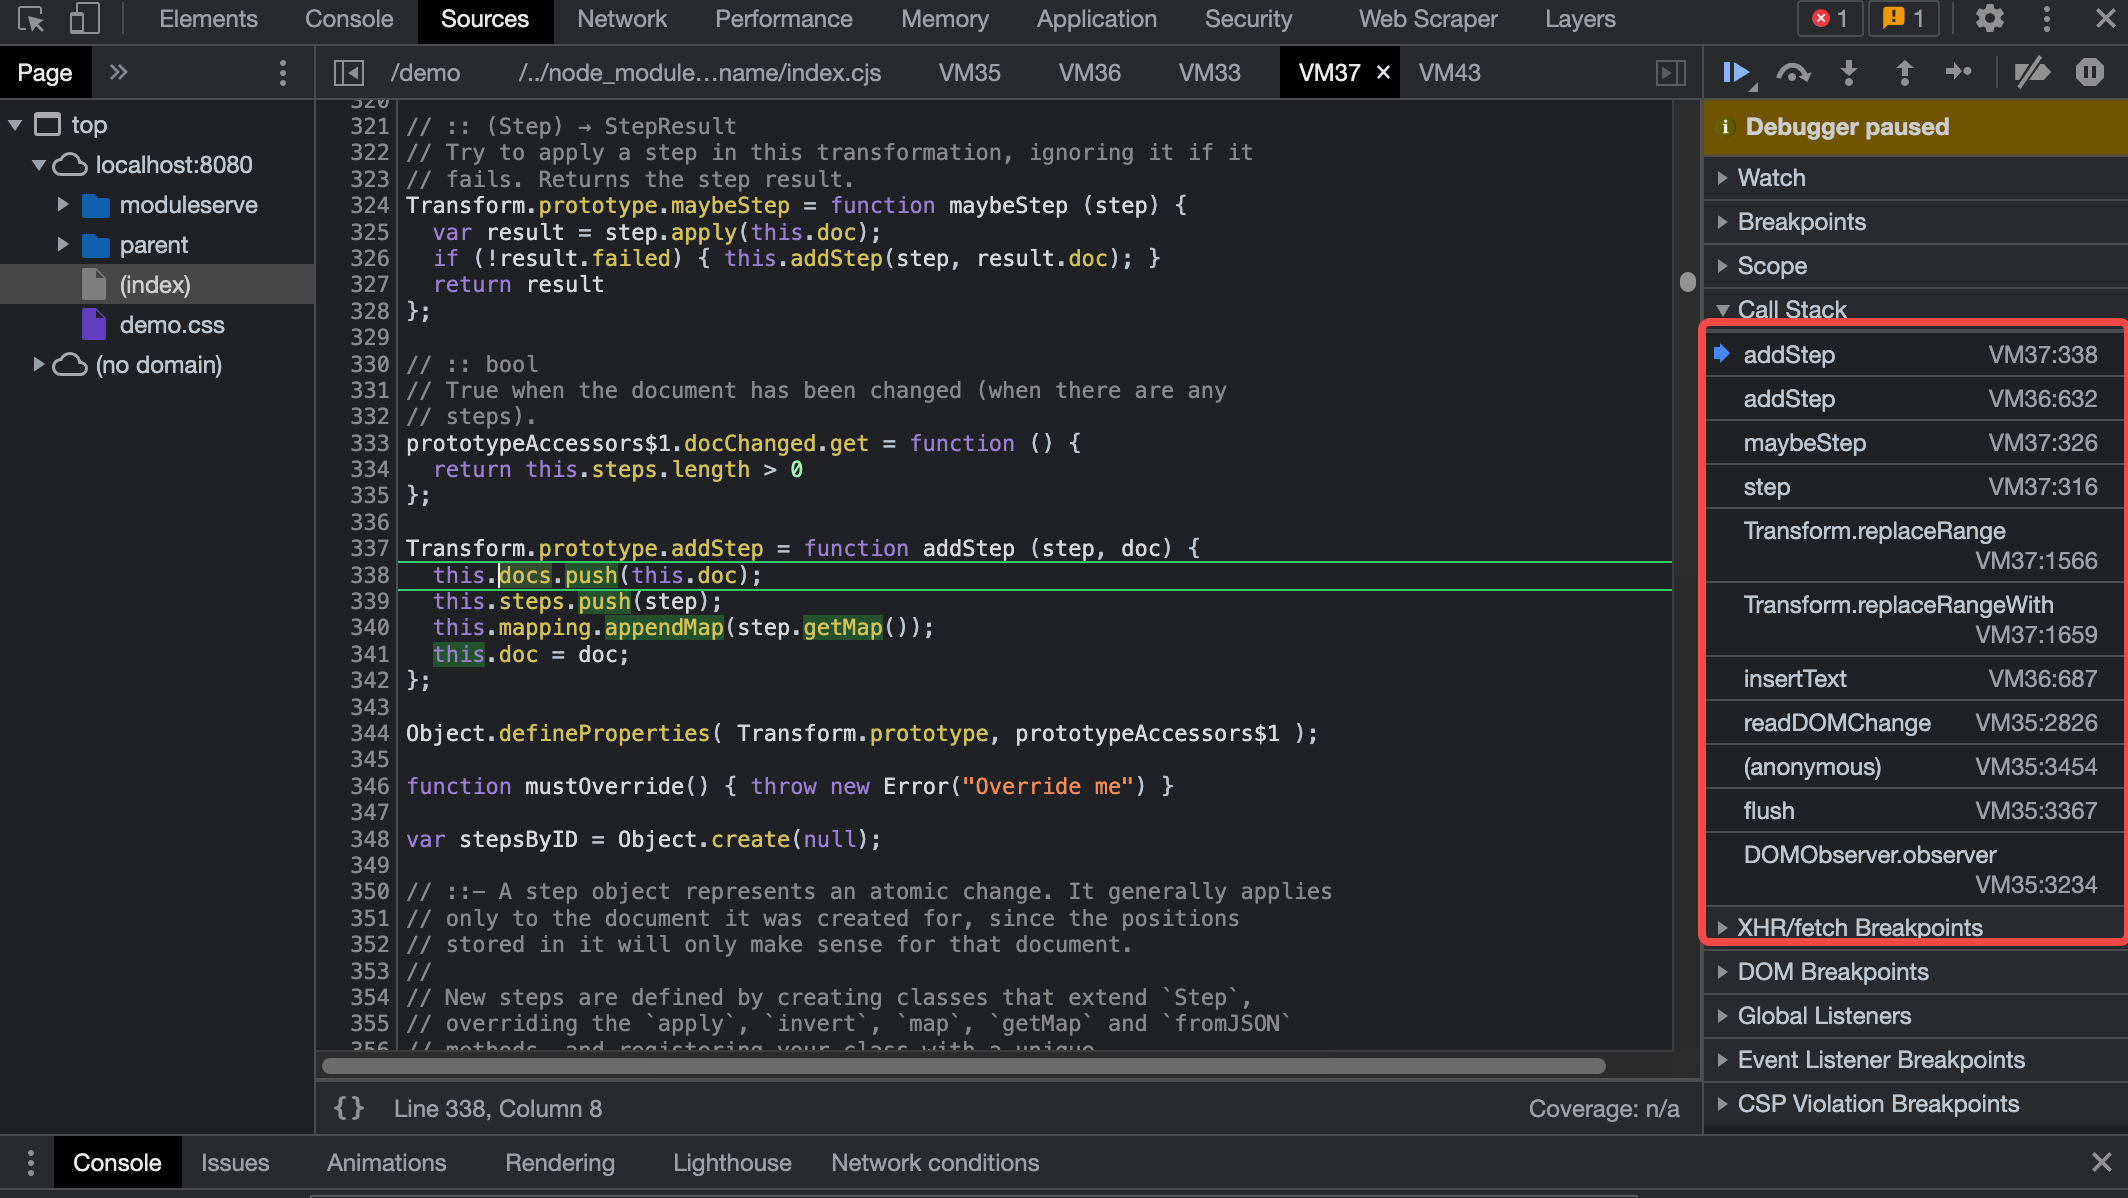 Elements Console Sources Network Performance Memory Application Security Web Scraper Layers 1 1
Page
/demo /../node_module…name/index.cjs VM35 VM36 VM33 VM37 × VM43
top
localhost:8080
moduleserve
parent
(index)
demo.css
(no domain)
320
321 // :: (Step) → StepResult
322 // Try to apply a step in this transformation, ignoring it if it
323 // fails. Returns the step result.
324 Transform.prototype.maybeStep = function maybeStep (step) {
325 var result = step.apply(this.doc);
326 if (!result.failed) { this.addStep(step, result.doc); }
327 return result
328 };
329
330 // :: bool
331 // True when the document has been changed (when there are any
332 // steps).
333 prototypeAccessors$1.docChanged.get = function () {
334 return this.steps.length > 0
335 };
336
337 Transform.prototype.addStep = function addStep (step, doc) {
338 this.docs.push(this.doc);
339 this.steps.push(step);
340 this.mapping.appendMap(step.getMap());
341 this.doc = doc;
342 };
343
344 Object.defineProperties( Transform.prototype, prototypeAccessors$1 );
345
346 function mustOverride() { throw new Error("Override me") }
347
348 var stepsByID = Object.create(null);
349
350 // ::- A step object represents an atomic change. It generally applies
351 // only to the document it was created for, since the positions
352 // stored in it will only make sense for that document.
353 //
354 // New steps are defined by creating classes that extend `Step`,
355 // overriding the `apply`, `invert`, `map`, `getMap` and `fromJSON`
356 // methods, and registering your class with a unique
{} Line 338, Column 8 Coverage: n/a
Debugger paused
Watch
Breakpoints
Scope
Call Stack
addStep VM37:338
addStep VM36:632
maybeStep VM37:326
step VM37:316
Transform.replaceRange
VM37:1566
Transform.replaceRangeWith
VM37:1659
insertText VM36:687
readDOMChange VM35:2826
(anonymous) VM35:3454
flush VM35:3367
DOMObserver.observer
VM35:3234
XHR/fetch Breakpoints
DOM Breakpoints
Global Listeners
Event Listener Breakpoints
CSP Violation Breakpoints
Console Issues Animations Rendering Lighthouse Network conditions